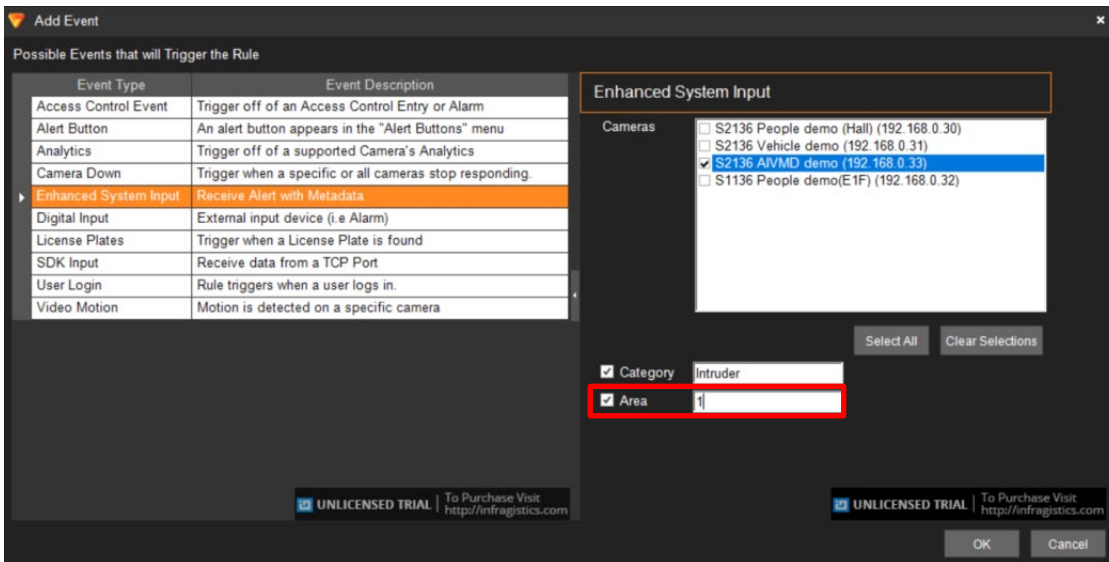 Add Event
Possible Events that will Trigger the Rule
Event Type Event Description
Access Control Event Trigger off of an Access Control Entry or Alarm
Alert Button An alert button appears in the "Alert Buttons" menu
Analytics Trigger off of a supported Camera's Analytics
Camera Down Trigger when a specific or all cameras stop responding.
Enhanced System Input Receive Alert with Metadata
Digital Input External input device (i.e Alarm)
License Plates Trigger when a License Plate is found
SDK Input Receive data from a TCP Port
User Login Rule triggers when a user logs in.
Video Motion Motion is detected on a specific camera
UNLICENSED TRIAL
To Purchase Visit
http://infragistics.com
Enhanced System Input
Cameras
S2136 People demo (Hall) (192.168.0.30)
S2136 Vehicle demo (192.168.0.31)
S2136 AIVMD demo (192.168.0.33)
S1136 People demo(E1F) (192.168.0.32)
Select All Clear Selections
Category Intruder
Area 1
UNLICENSED TRIAL
To Purchase Visit
http://infragistics.com
OK Cancel